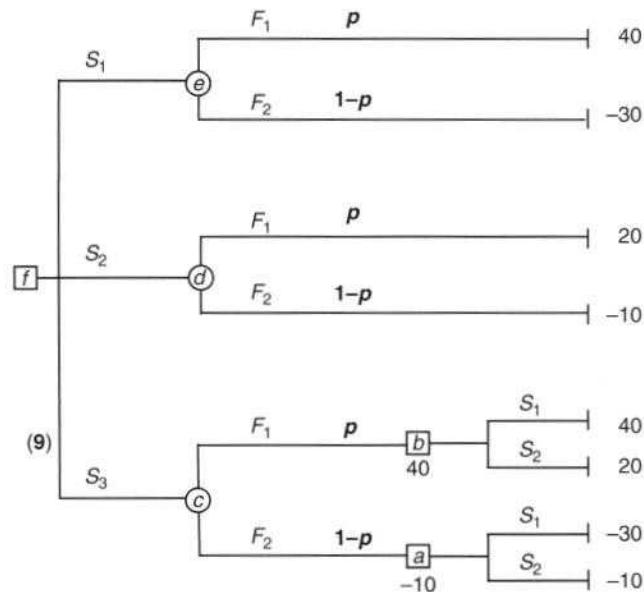 F₁ p 40
S₁
e
F₂ 1–p –30
F₁ p 20
S₂
f d
F₂ 1–p –10
S₁
F₁ p b 40
(9) 40 S₂ 20
S₃
c
S₁
F₂ 1–p a –30
–10 S₂ –10